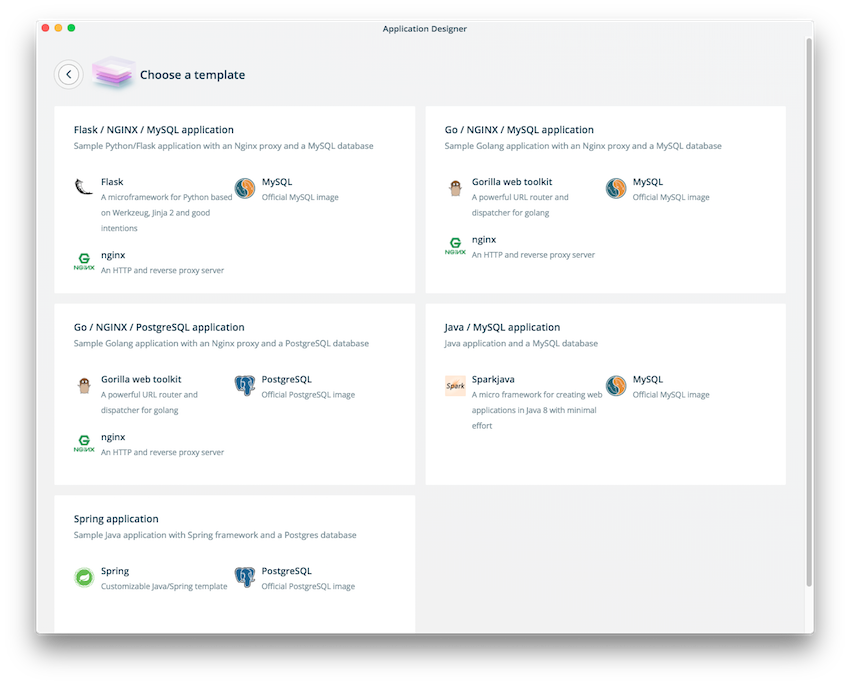 Application Designer
Choose a template
Flask / NGINX / MySQL application
Sample Python/Flask application with an Nginx proxy and a MySQL database
Flask
A microframework for Python based
on Werkzeug, Jinja 2 and good
intentions
MySQL
Official MySQL image
NGINX
nginx
An HTTP and reverse proxy server
Go / NGINX / MySQL application
Sample Golang application with an Nginx proxy and a MySQL database
Gorilla web toolkit
A powerful URL router and
dispatcher for golang
MySQL
Official MySQL image
NGINX
nginx
An HTTP and reverse proxy server
Go / NGINX / PostgreSQL application
Sample Golang application with an Nginx proxy and a PostgreSQL database
Gorilla web toolkit
A powerful URL router and
dispatcher for golang
PostgreSQL
Official PostgreSQL image
NGINX
nginx
An HTTP and reverse proxy server
Java / MySQL application
Java application and a MySQL database
Spark
Sparkjava
A micro framework for creating web
applications in Java 8 with minimal
effort
MySQL
Official MySQL image
Spring application
Sample Java application with Spring framework and a Postgres database
Spring
Customizable Java/Spring template
PostgreSQL
Official PostgreSQL image